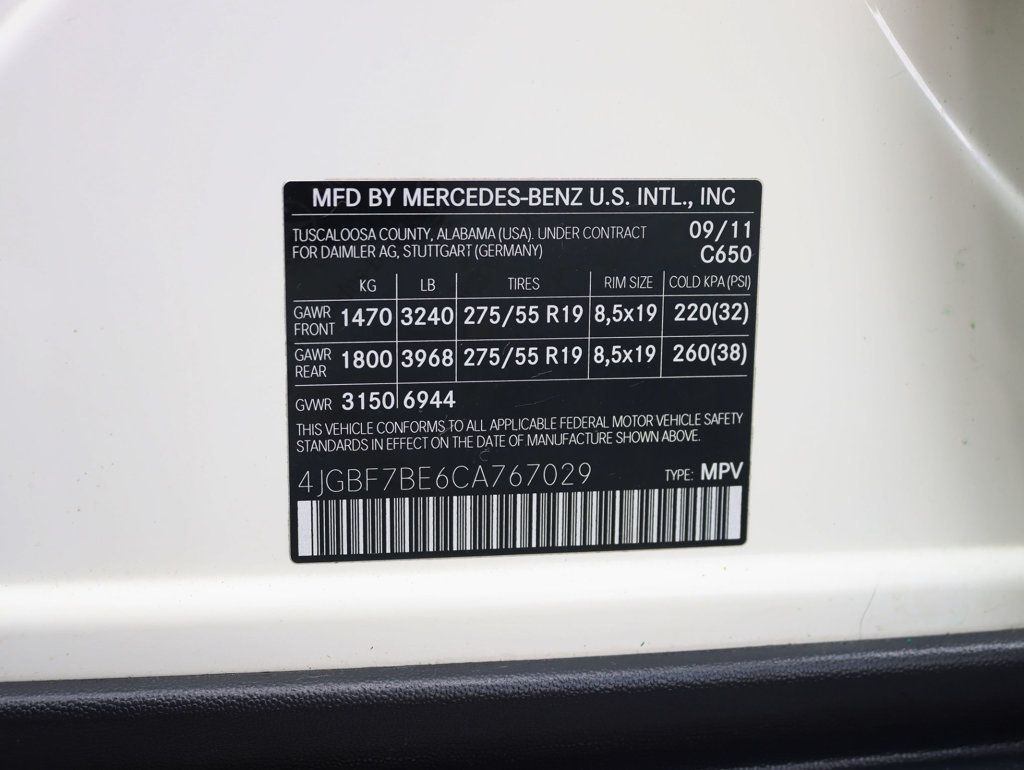 MFD BY MERCEDES-BENZ U.S. INTL., INC
TUSCALOOSA COUNTY, ALABAMA (USA). UNDER CONTRACT 09/11
FOR DAIMLER AG, STUTTGART (GERMANY) C650
KG LB TIRES RIM SIZE COLD KPA (PSI)
GAWR FRONT 1470 3240 275/55 R19 8,5x19 220(32)
GAWR REAR 1800 3968 275/55 R19 8,5x19 260(38)
GVWR 3150 6944
THIS VEHICLE CONFORMS TO ALL APPLICABLE FEDERAL MOTOR VEHICLE SAFETY
STANDARDS IN EFFECT ON THE DATE OF MANUFACTURE SHOWN ABOVE.
4JGBF7BE6CA767029 TYPE: MPV